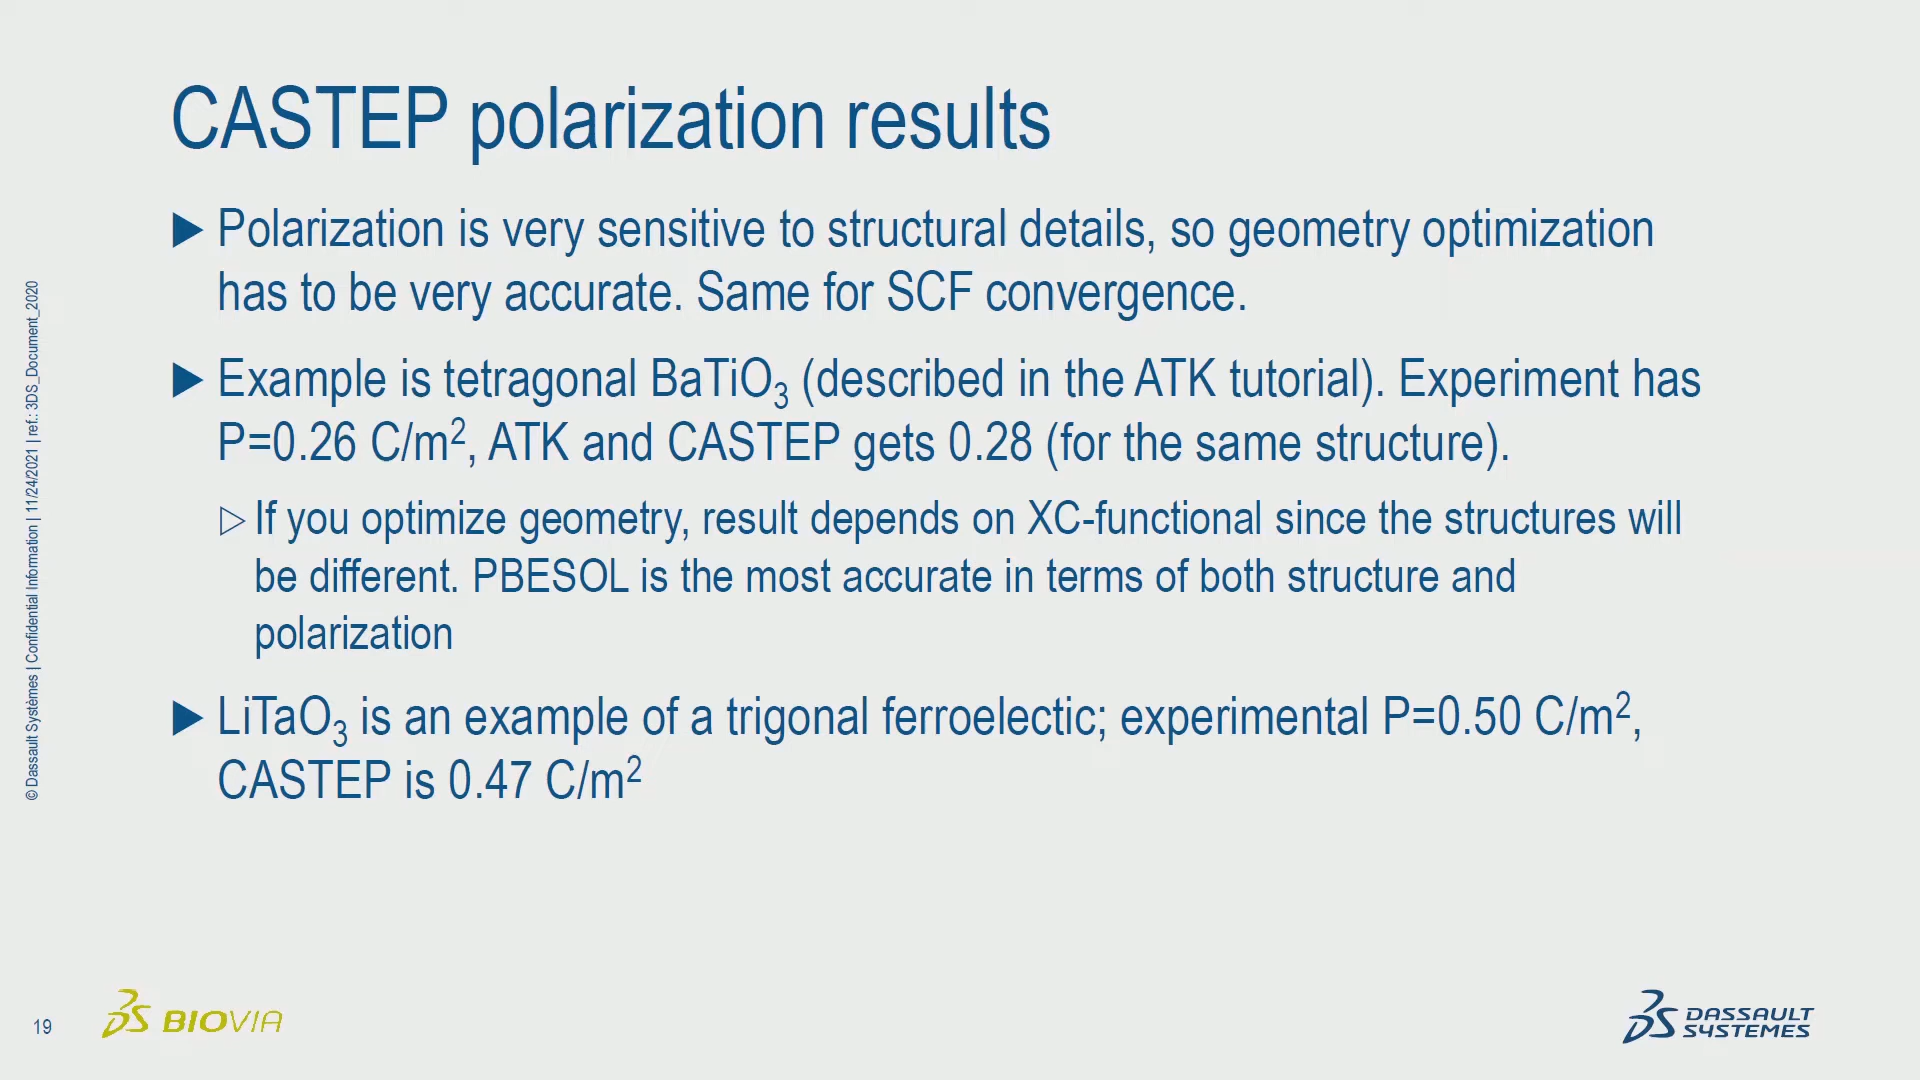 CASTEP polarization results
▶ Polarization is very sensitive to structural details, so geometry optimization
has to be very accurate. Same for SCF convergence.
▶ Example is tetragonal BaTiO₃ (described in the ATK tutorial). Experiment has
P=0.26 C/m², ATK and CASTEP gets 0.28 (for the same structure).
▷ If you optimize geometry, result depends on XC-functional since the structures will
be different. PBESOL is the most accurate in terms of both structure and
polarization
▶ LiTaO₃ is an example of a trigonal ferroelectic; experimental P=0.50 C/m²,
CASTEP is 0.47 C/m²
© Dassault Systèmes | Confidential Information | 11/24/2021 | ref.: 3DS_Document_2020
19
BIOVIA
DASSAULT
SYSTEMES